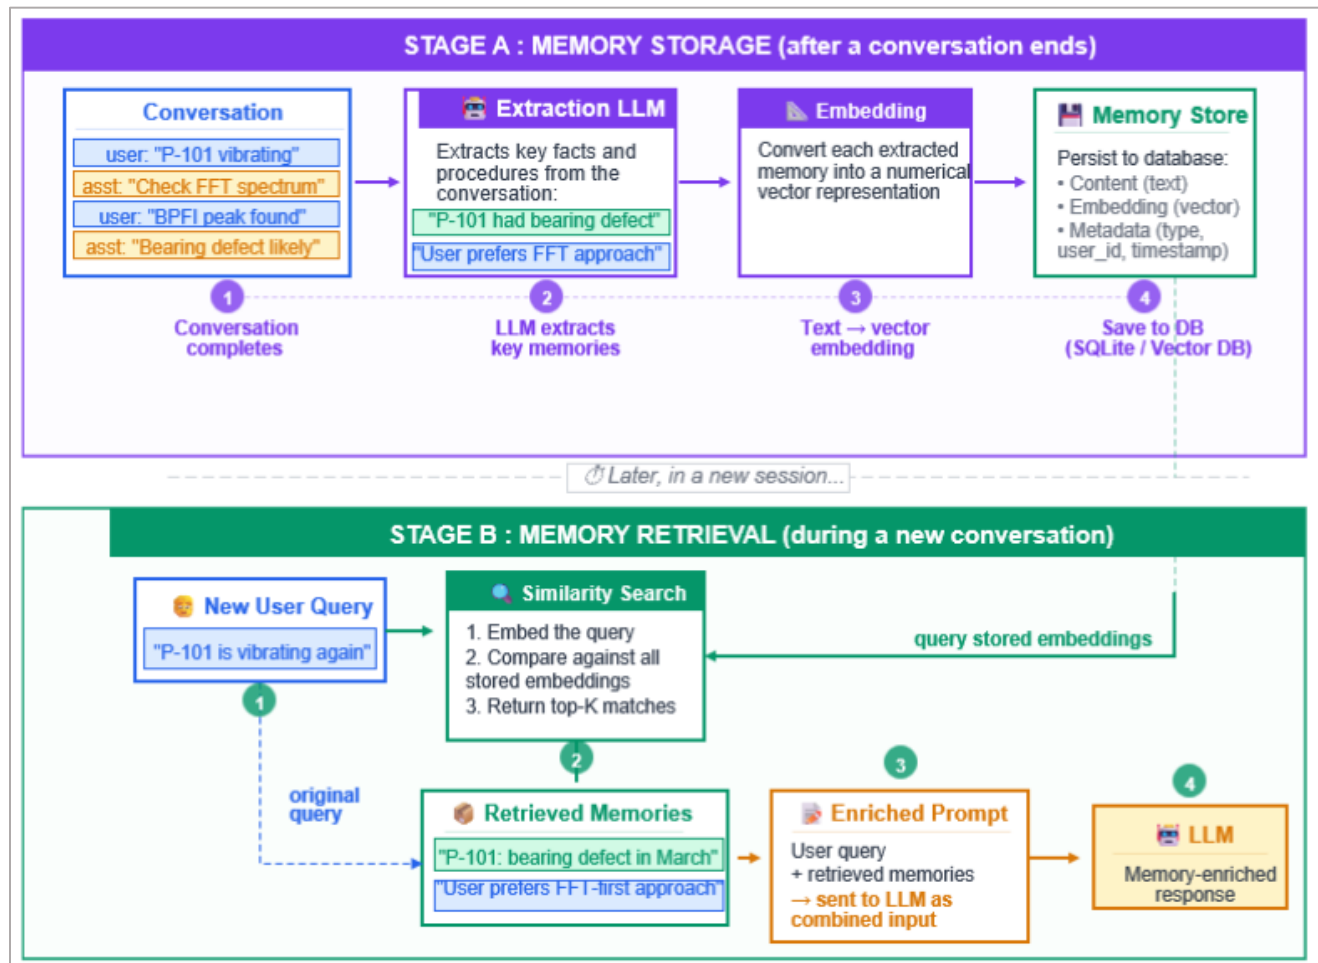 STAGE A : MEMORY STORAGE (after a conversation ends)
Conversation
user: "P-101 vibrating"
asst: "Check FFT spectrum"
user: "BPFI peak found"
asst: "Bearing defect likely"
Extraction LLM
Extracts key facts and
procedures from the
conversation:
"P-101 had bearing defect"
"User prefers FFT approach"
Embedding
Convert each extracted
memory into a numerical
vector representation
Memory Store
Persist to database:
• Content (text)
• Embedding (vector)
• Metadata (type,
user_id, timestamp)
1
Conversation
completes
2
LLM extracts
key memories
3
Text → vector
embedding
4
Save to DB
(SQLite / Vector DB)
Later, in a new session...
STAGE B : MEMORY RETRIEVAL (during a new conversation)
New User Query
"P-101 is vibrating again"
1
original
query
Similarity Search
1. Embed the query
2. Compare against all
stored embeddings
3. Return top-K matches
query stored embeddings
2
Retrieved Memories
"P-101: bearing defect in March"
"User prefers FFT-first approach"
3
Enriched Prompt
User query
+ retrieved memories
→ sent to LLM as
combined input
4
LLM
Memory-enriched
response